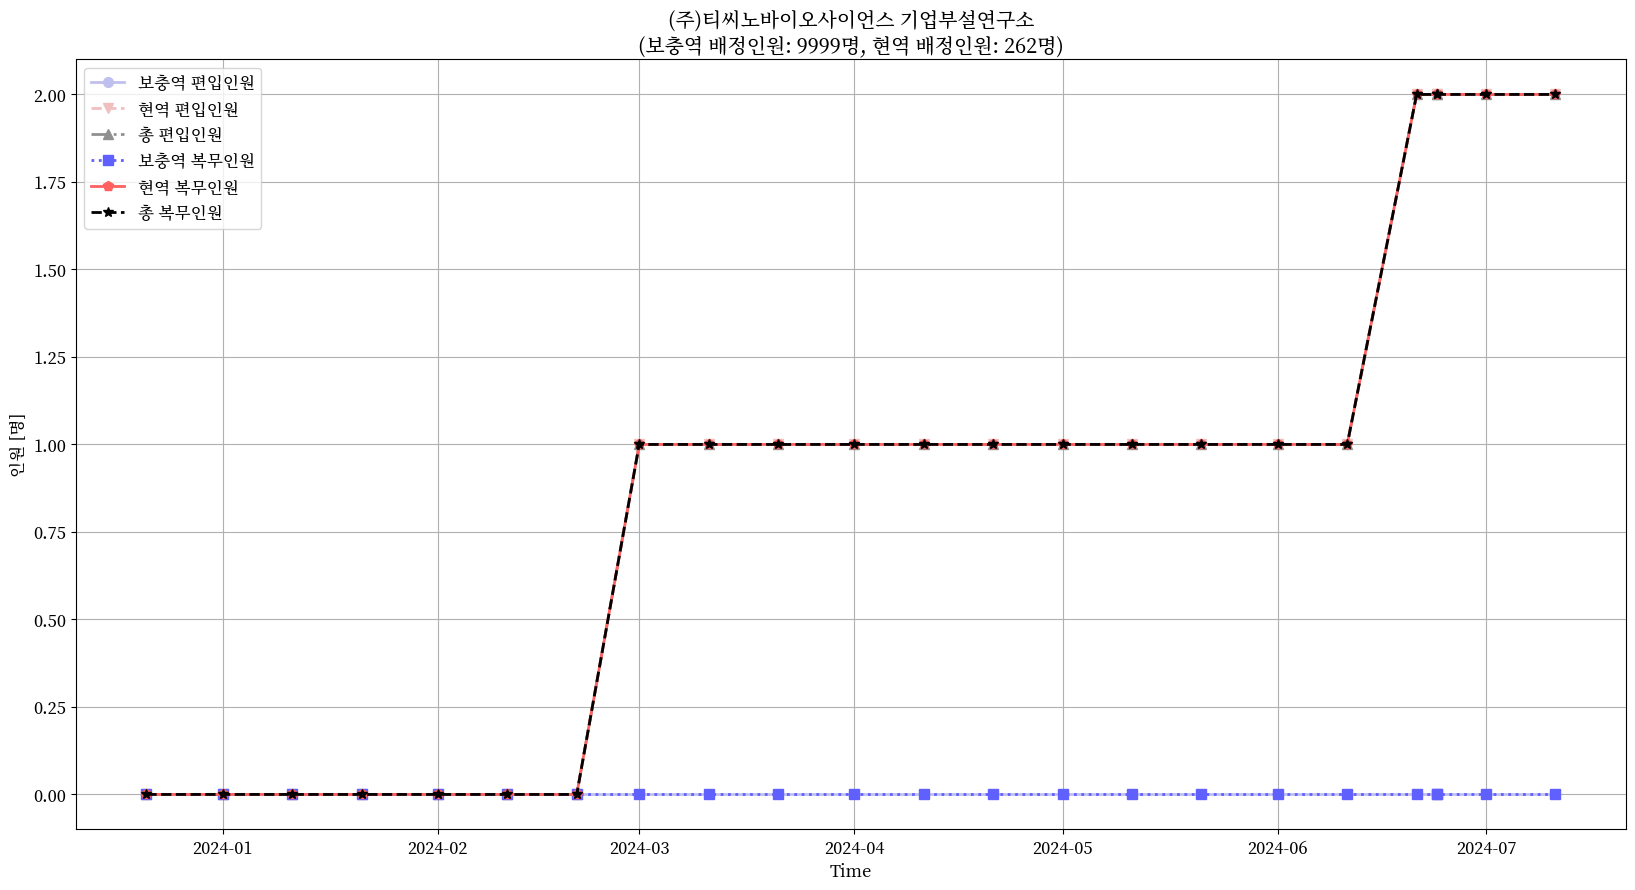 (주)티씨노바이오사이언스 기업부설연구소
(보충역 배정인원: 9999명, 현역 배정인원: 262명)
보충역 편입인원
현역 편입인원
총 편입인원
보충역 복무인원
현역 복무인원
총 복무인원
2.00
1.75
1.50
1.25
1.00
0.75
0.50
0.25
0.00
인원 [명]
2024-01 2024-02 2024-03 2024-04 2024-05 2024-06 2024-07
Time